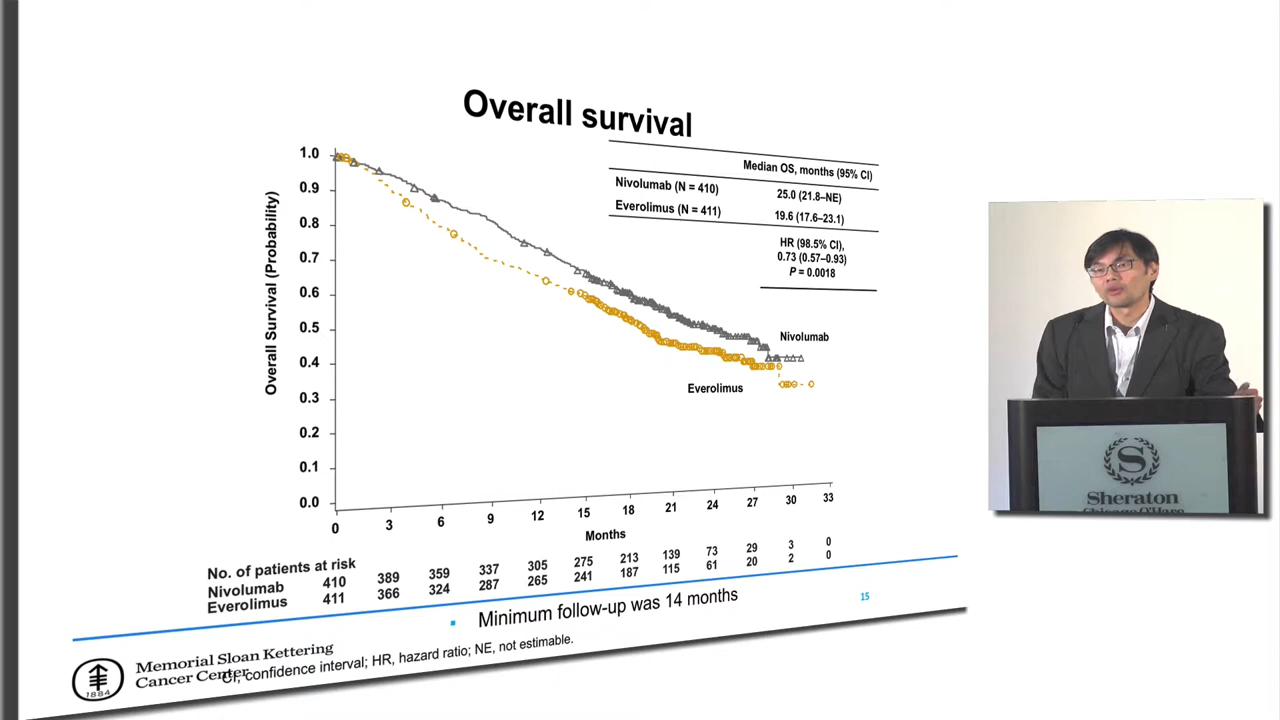 Overall survival
Median OS, months (95% CI)
Nivolumab (N = 410) 25.0 (21.8–NE)
Everolimus (N = 411) 19.6 (17.6–23.1)
HR (98.5% CI),
0.73 (0.57–0.93)
P = 0.0018
Overall Survival (Probability)
1.0
0.9
0.8
0.7
0.6
0.5
0.4
0.3
0.2
0.1
0.0
Nivolumab
Everolimus
0 3 6 9 12 15 18 21 24 27 30 33
Months
No. of patients at risk
Nivolumab 410 389 359 337 305 275 213 139 73 29 3 0
Everolimus 411 366 324 287 265 241 187 115 61 20 2 0
Minimum follow-up was 14 months
15
CI, confidence interval; HR, hazard ratio; NE, not estimable.
1884
Memorial Sloan Kettering
Cancer Center
S
Sheraton
Chicago O'Hare